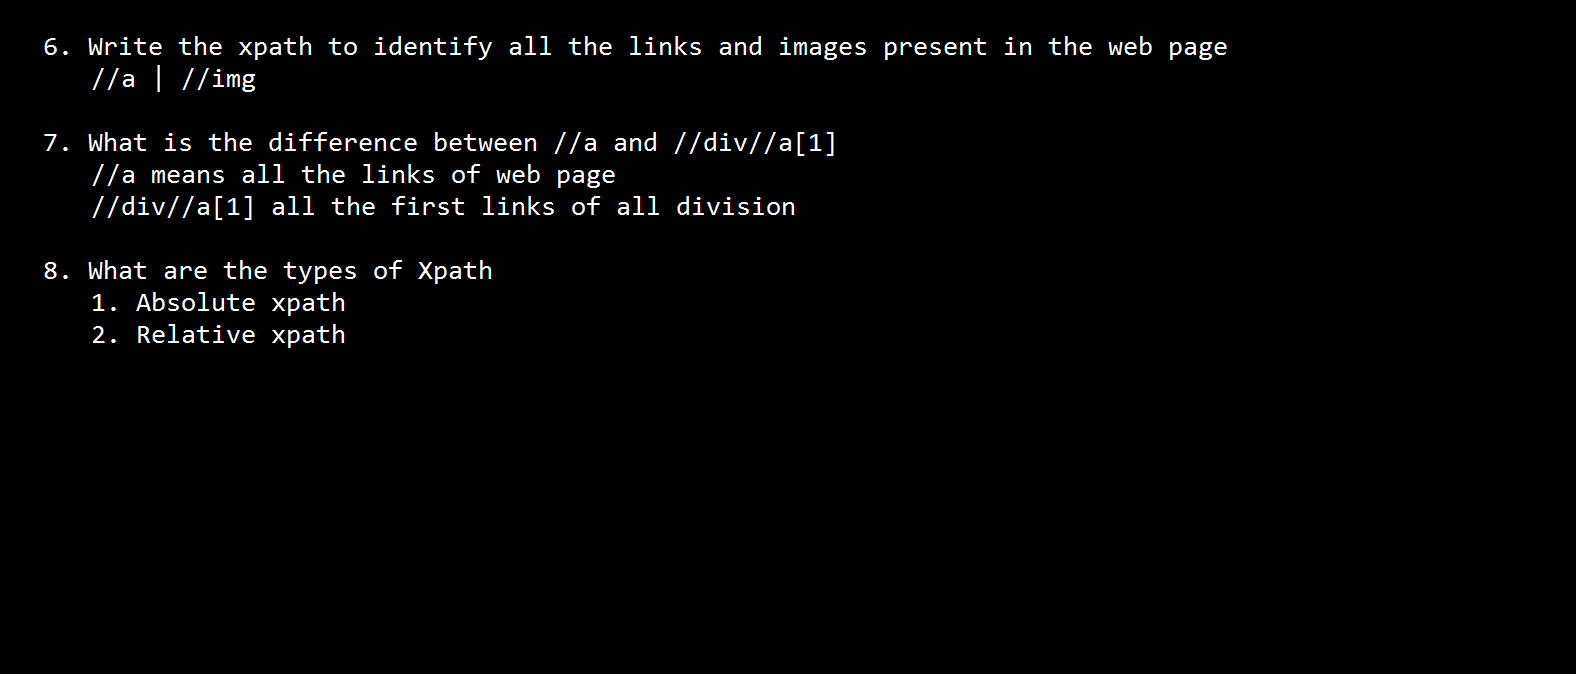 6. Write the xpath to identify all the links and images present in the web page
//a | //img
7. What is the difference between //a and //div//a[1]
//a means all the links of web page
//div//a[1] all the first links of all division
8. What are the types of Xpath
1. Absolute xpath
2. Relative xpath